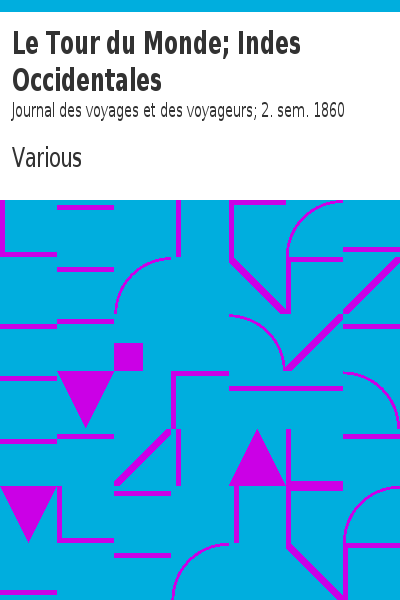 Le Tour du Monde; Indes
Occidentales
Journal des voyages et des voyageurs; 2. sem. 1860
Various